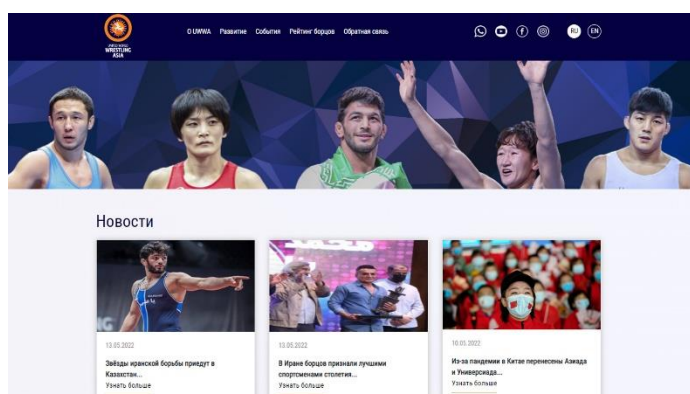 UNITED WORLD
WRESTLING
ASIA
О UWWA Развитие События Рейтинг борцов Обратная связь
RU EN
Новости
13.05.2022
Звёзды иранской борьбы приедут в
Казахстан...
Узнать больше
13.05.2022
В Иране борцов признали лучшими
спортсменами столетия...
Узнать больше
10.05.2022
Из-за пандемии в Китае перенесены Азиада
и Универсиада...
Узнать больше